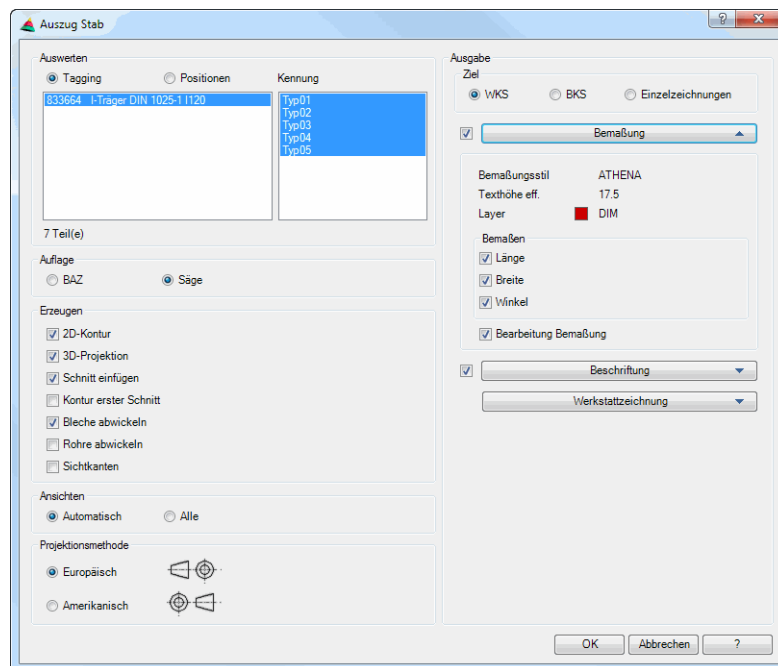 Auszug Stab
?
X
Auswerten
Tagging
Positionen
Kennung
833664 I-Träger DIN 1025-1 I120
Typ01
Typ02
Typ03
Typ04
Typ05
7 Teil(e)
Auflage
BAZ
Säge
Erzeugen
2D-Kontur
3D-Projektion
Schnitt einfügen
Kontur erster Schnitt
Bleche abwickeln
Rohre abwickeln
Sichtkanten
Ansichten
Automatisch
Alle
Projektionsmethode
Europäisch
Amerikanisch
Ausgabe
Ziel
WKS
BKS
Einzelzeichnungen
Bemaßung
Bemaßungsstil ATHENA
Texthöhe eff. 17.5
Layer DIM
Bemaßen
Länge
Breite
Winkel
Bearbeitung Bemaßung
Beschriftung
Werkstattzeichnung
OK
Abbrechen
?